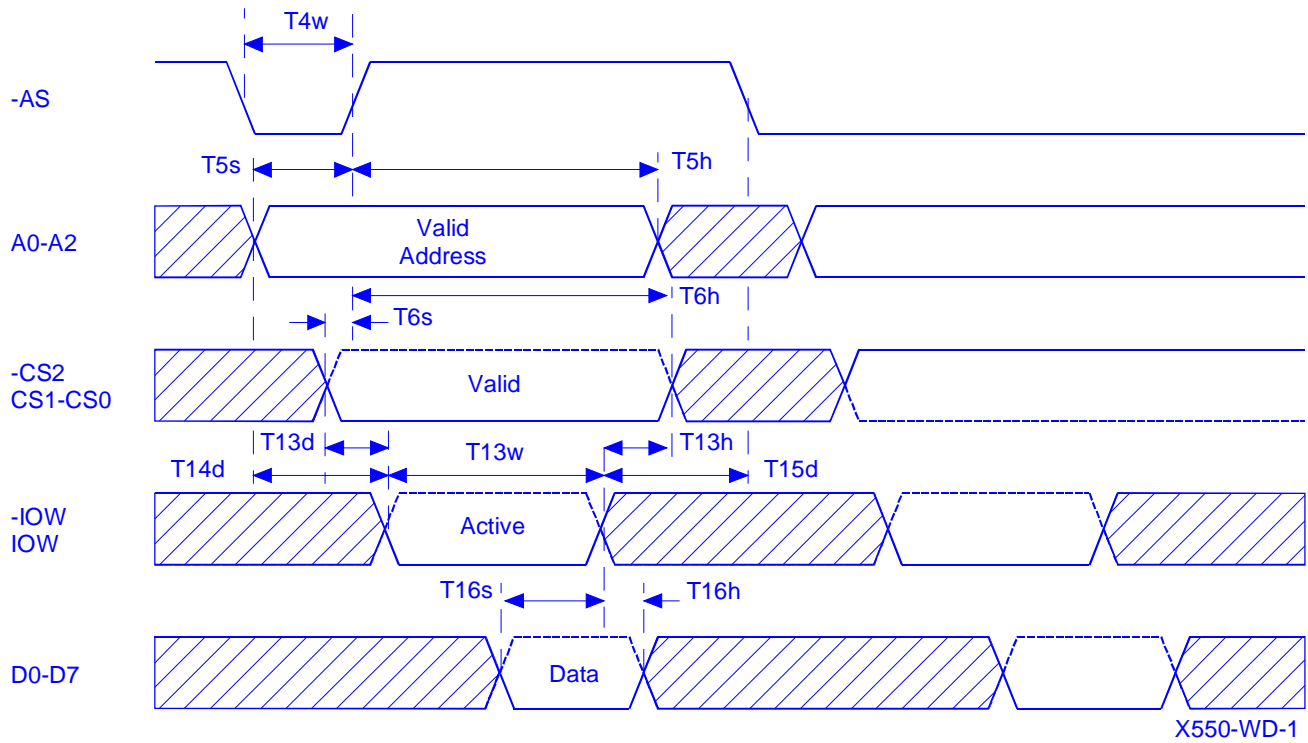 T4w
-AS
T5s
T5h
A0-A2
Valid
Address
T6h
T6s
-CS2
CS1-CS0
Valid
T13d
T13w
T13h
T14d
T15d
-IOW
IOW
Active
T16s
T16h
D0-D7
Data
X550-WD-1